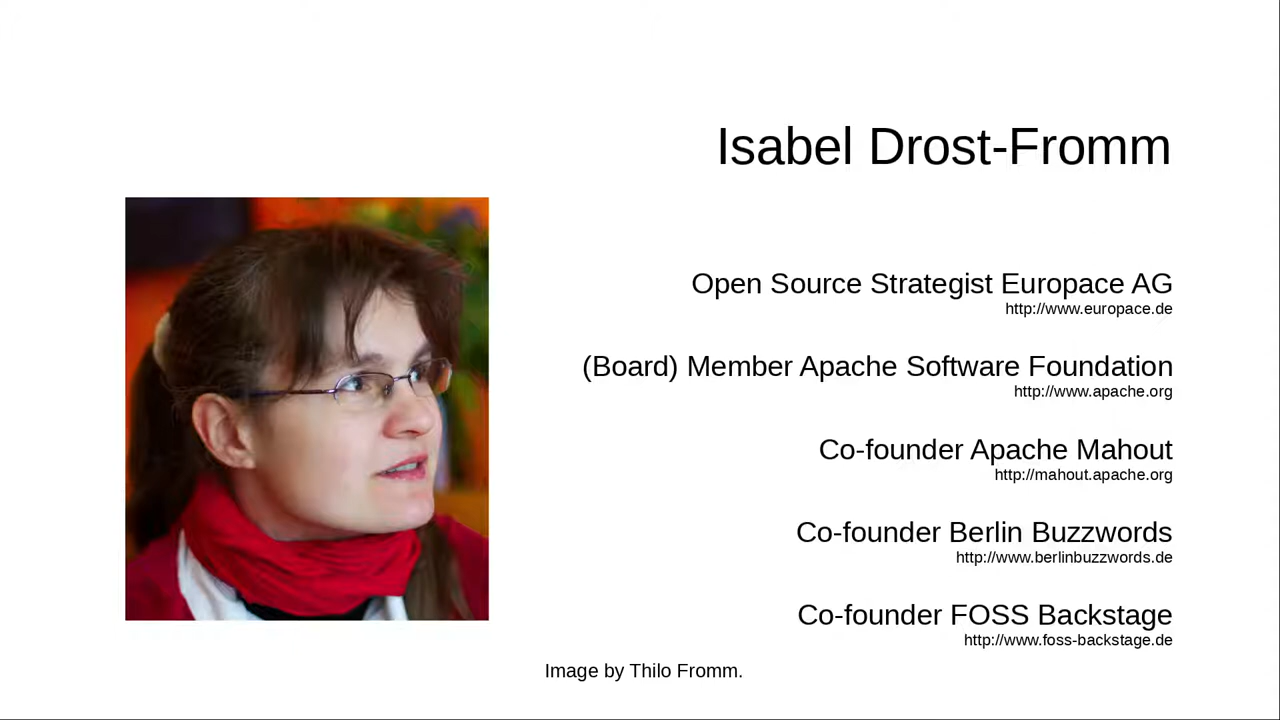 Isabel Drost-Fromm
Open Source Strategist Europace AG
http://www.europace.de
(Board) Member Apache Software Foundation
http://www.apache.org
Co-founder Apache Mahout
http://mahout.apache.org
Co-founder Berlin Buzzwords
http://www.berlinbuzzwords.de
Co-founder FOSS Backstage
http://www.foss-backstage.de
Image by Thilo Fromm.